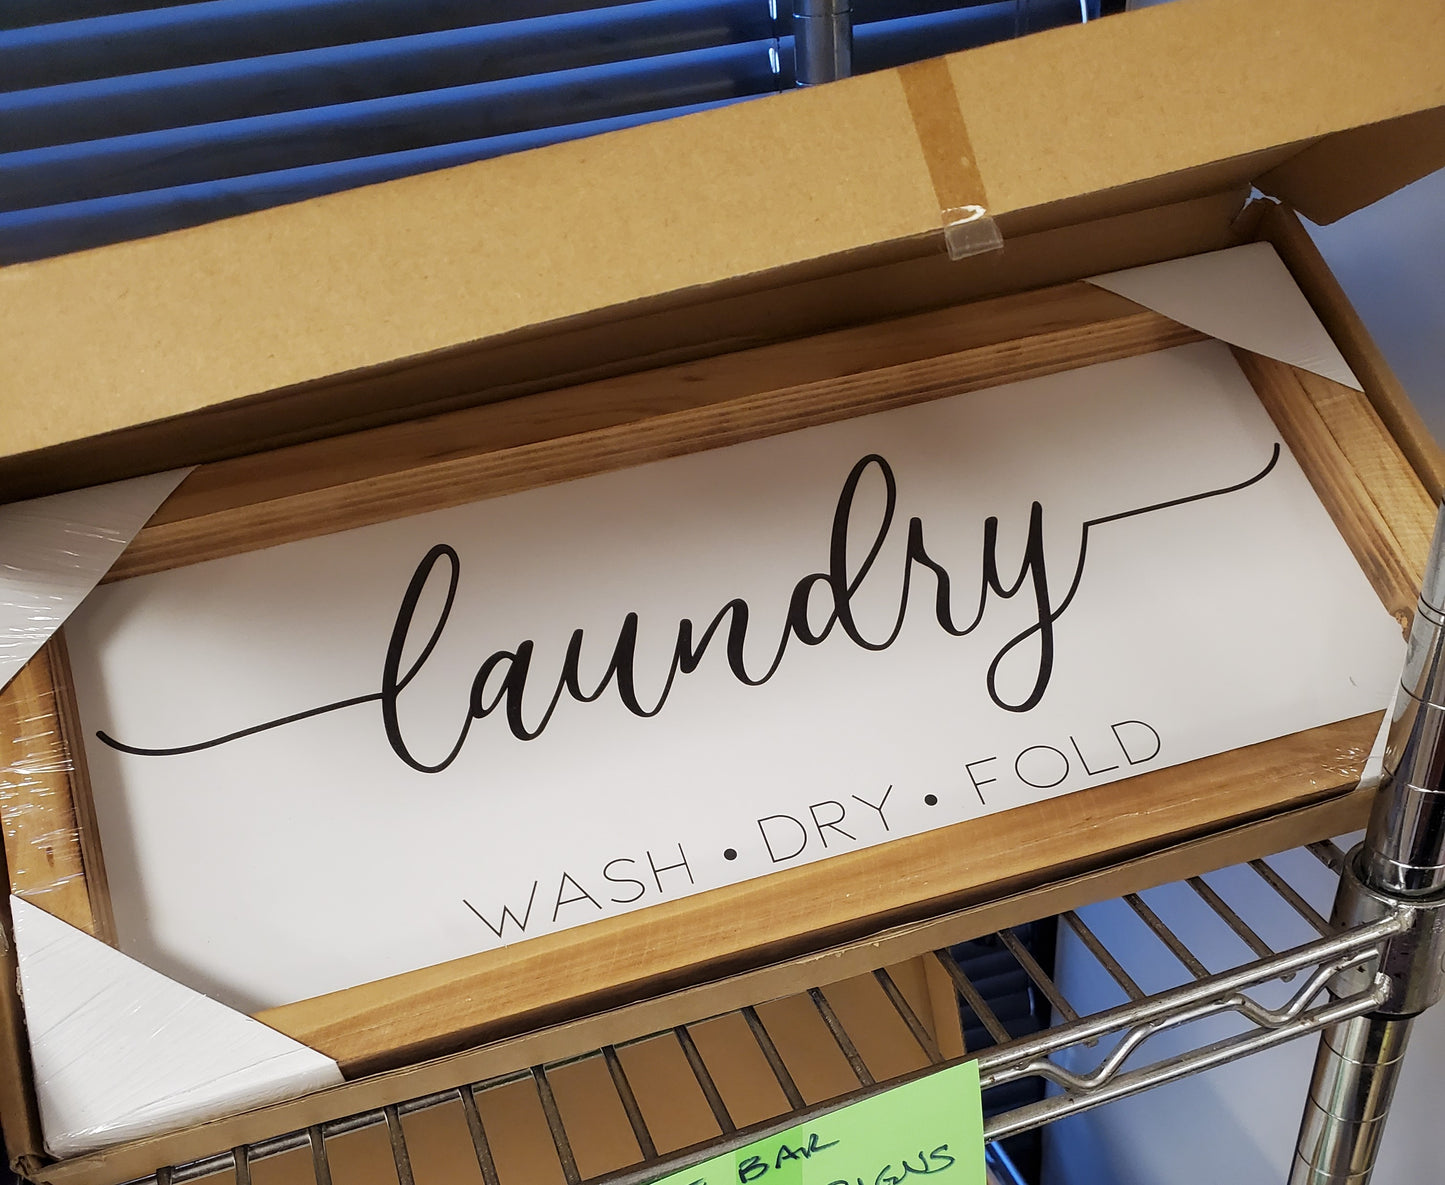 laundry
WASH • DRY • FOLD
BAR